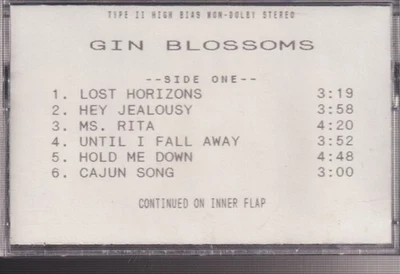 TYPE II HIGH BIAS NON-DOLBY STEREO
GIN BLOSSOMS
--SIDE ONE--
1. LOST HORIZONS 3:19
2. HEY JEALOUSY 3:58
3. MS. RITA 4:20
4. UNTIL I FALL AWAY 3:52
5. HOLD ME DOWN 4:48
6. CAJUN SONG 3:00
CONTINUED ON INNER FLAP